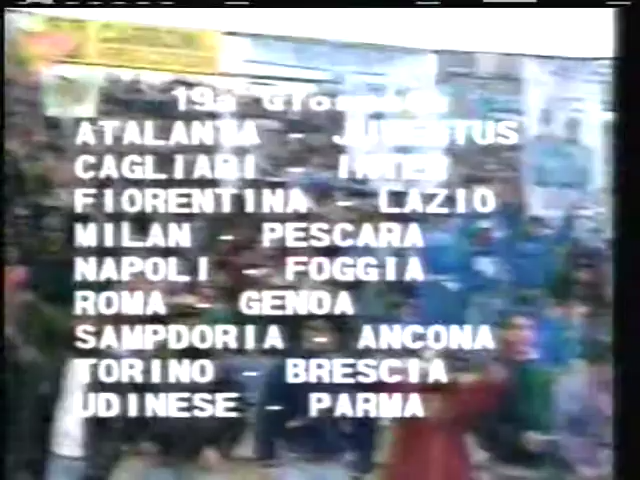 19a Giornata
ATALANTA - JUVENTUS
CAGLIARI - INTER
FIORENTINA - LAZIO
MILAN - PESCARA
NAPOLI - FOGGIA
ROMA - GENOA
SAMPDORIA - ANCONA
TORINO - BRESCIA
UDINESE - PARMA